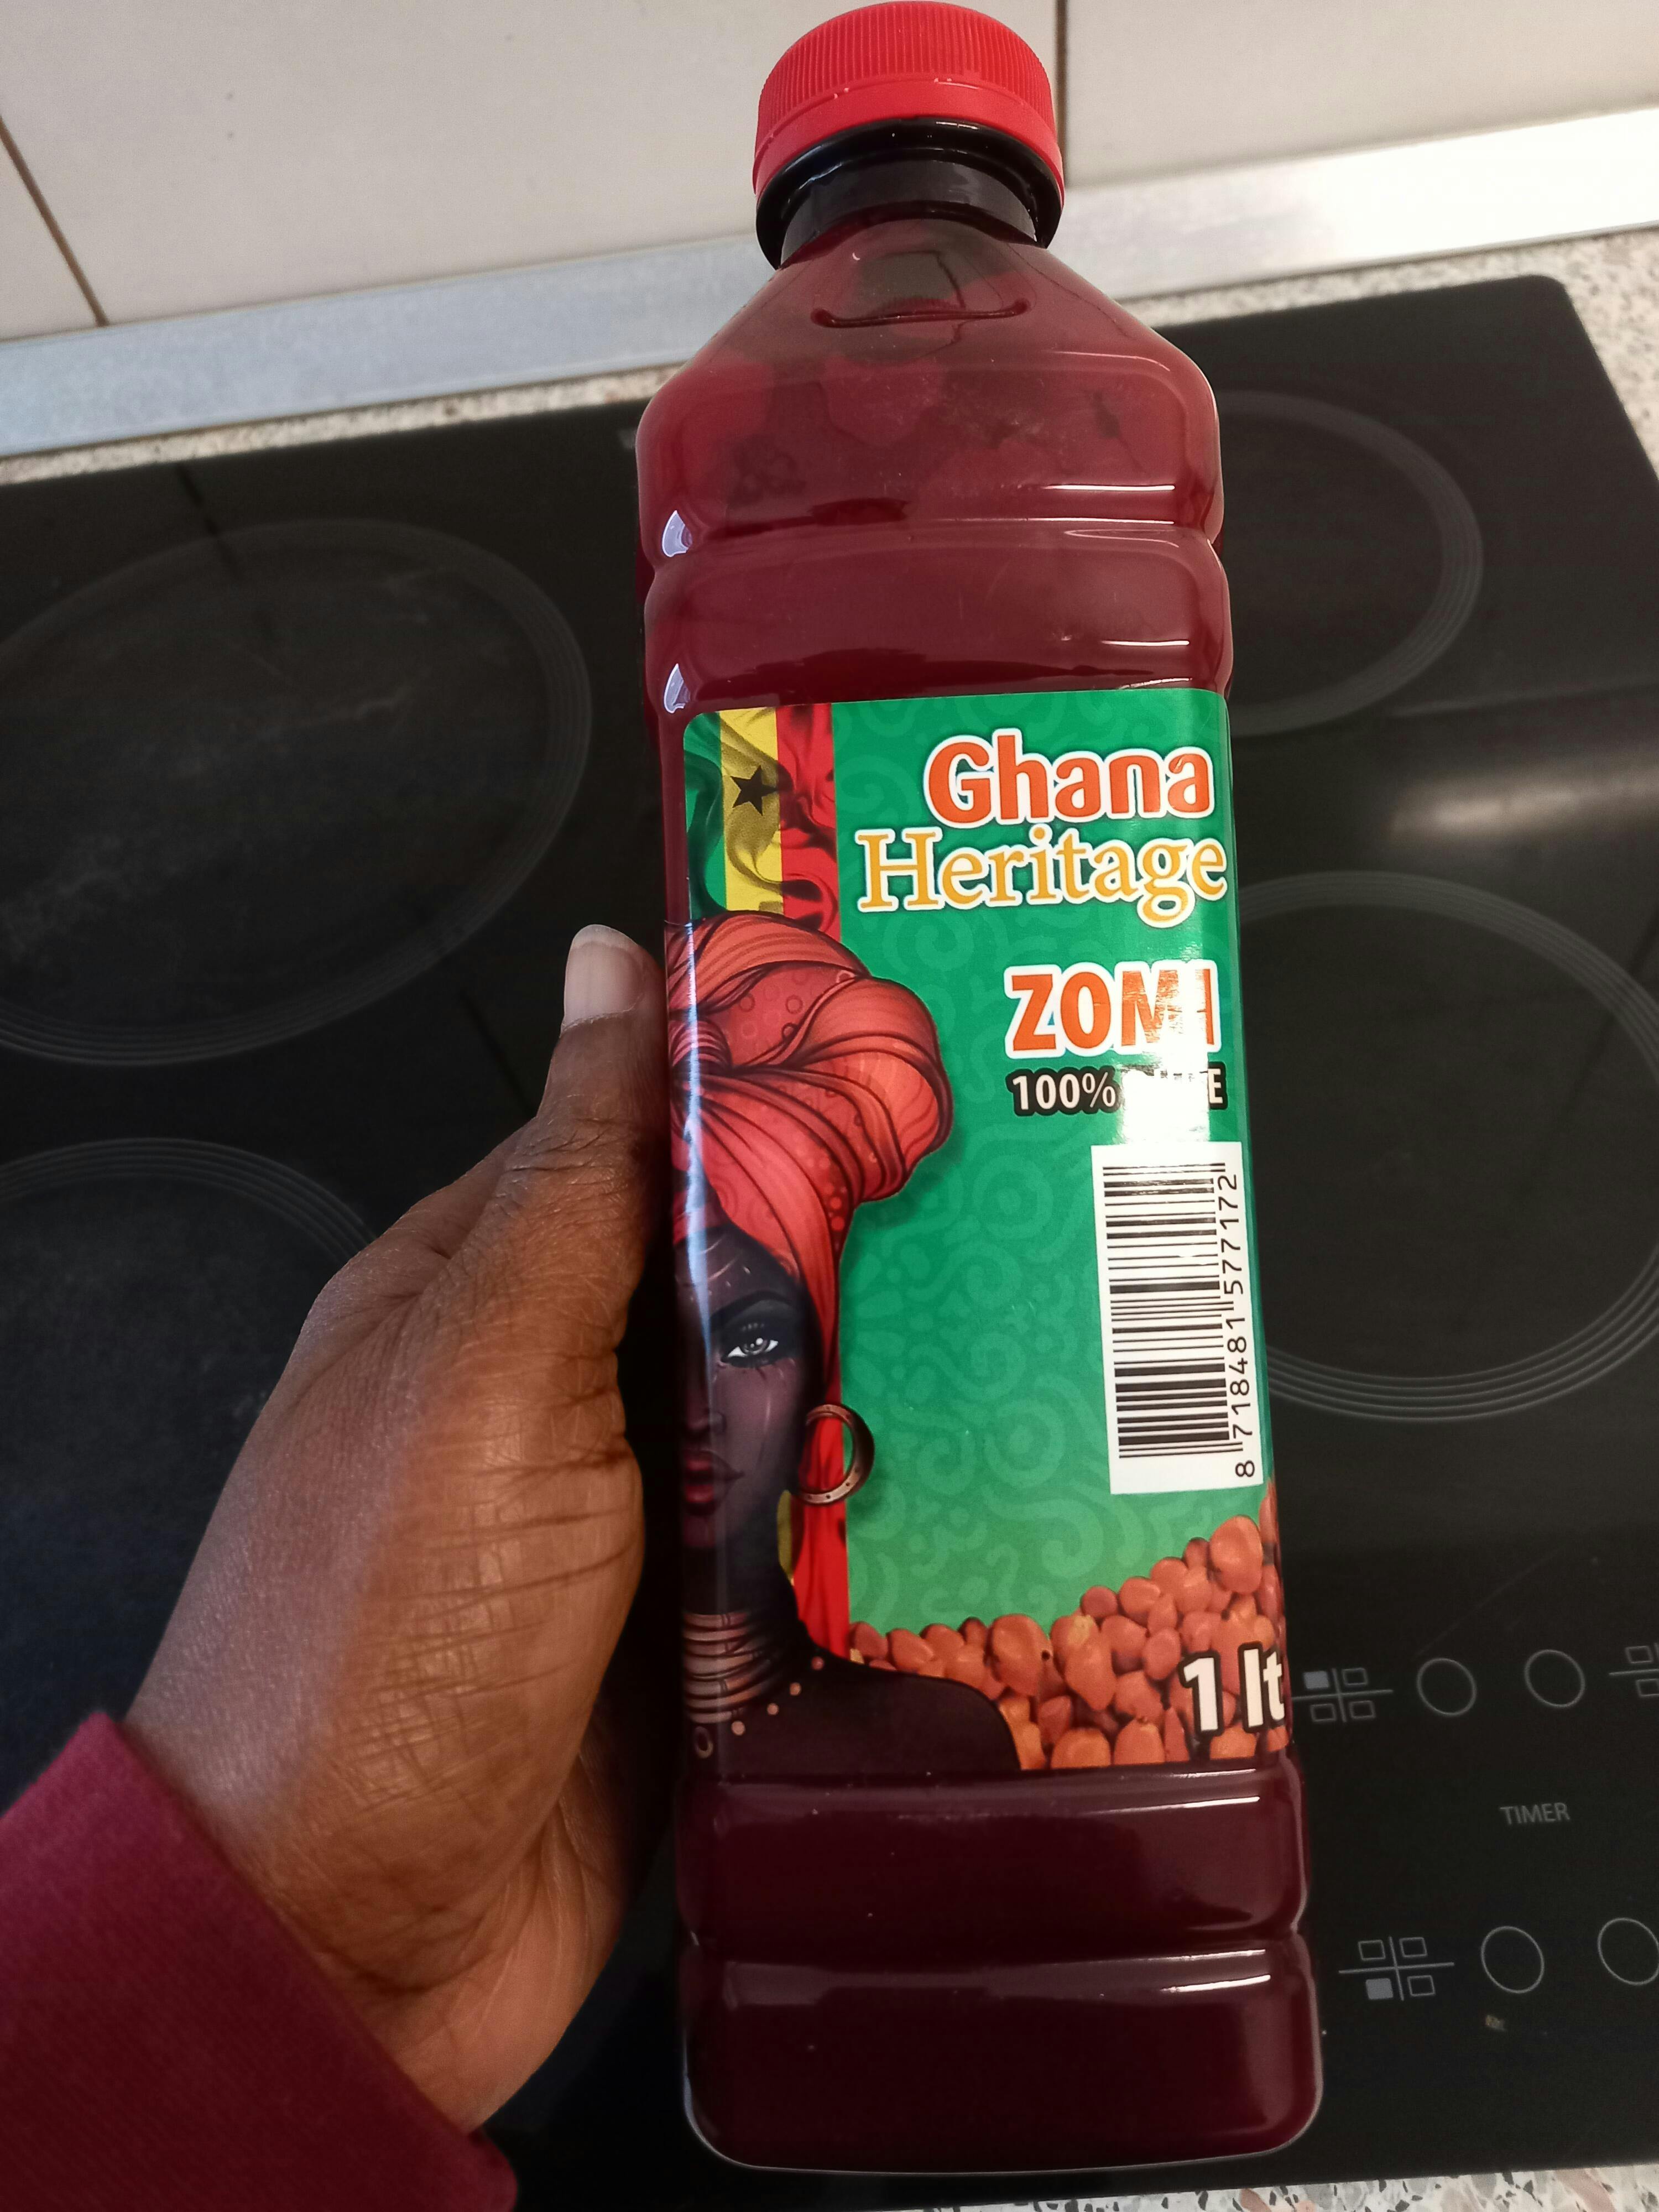 Ghana
Heritage
ZOMI
100%
8 718481 577172
1 lt
TIMER